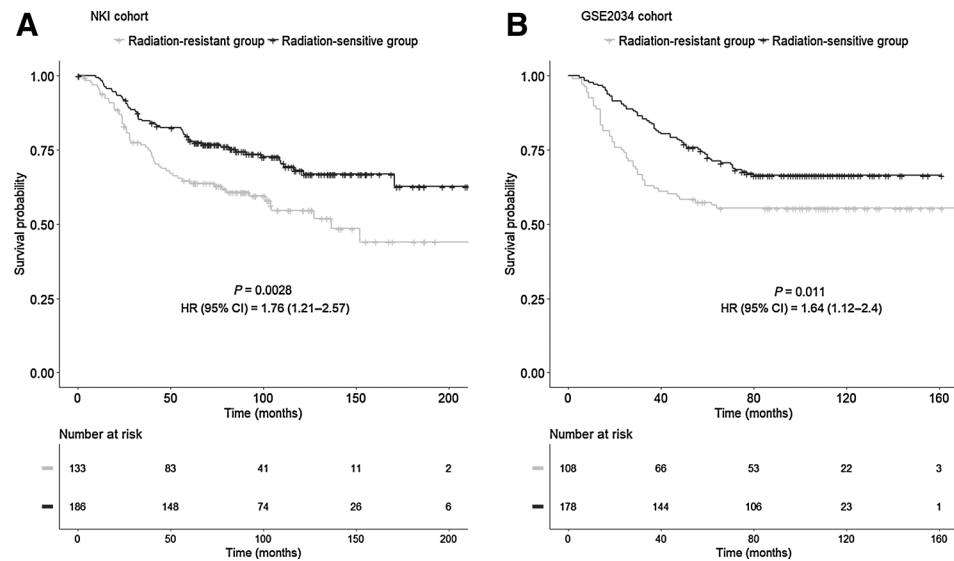 A
NKI cohort
Radiation-resistant group Radiation-sensitive group
1.00
0.75
0.50
0.25
0.00
Survival probability
P = 0.0028
HR (95% CI) = 1.76 (1.21–2.57)
0 50 100 150 200
Time (months)
Number at risk
133 83 41 11 2
186 148 74 26 6
0 50 100 150 200
Time (months)
B
GSE2034 cohort
Radiation-resistant group Radiation-sensitive group
1.00
0.75
0.50
0.25
0.00
Survival probability
P = 0.011
HR (95% CI) = 1.64 (1.12–2.4)
0 40 80 120 160
Time (months)
Number at risk
108 66 53 22 3
178 144 106 23 1
0 40 80 120 160
Time (months)